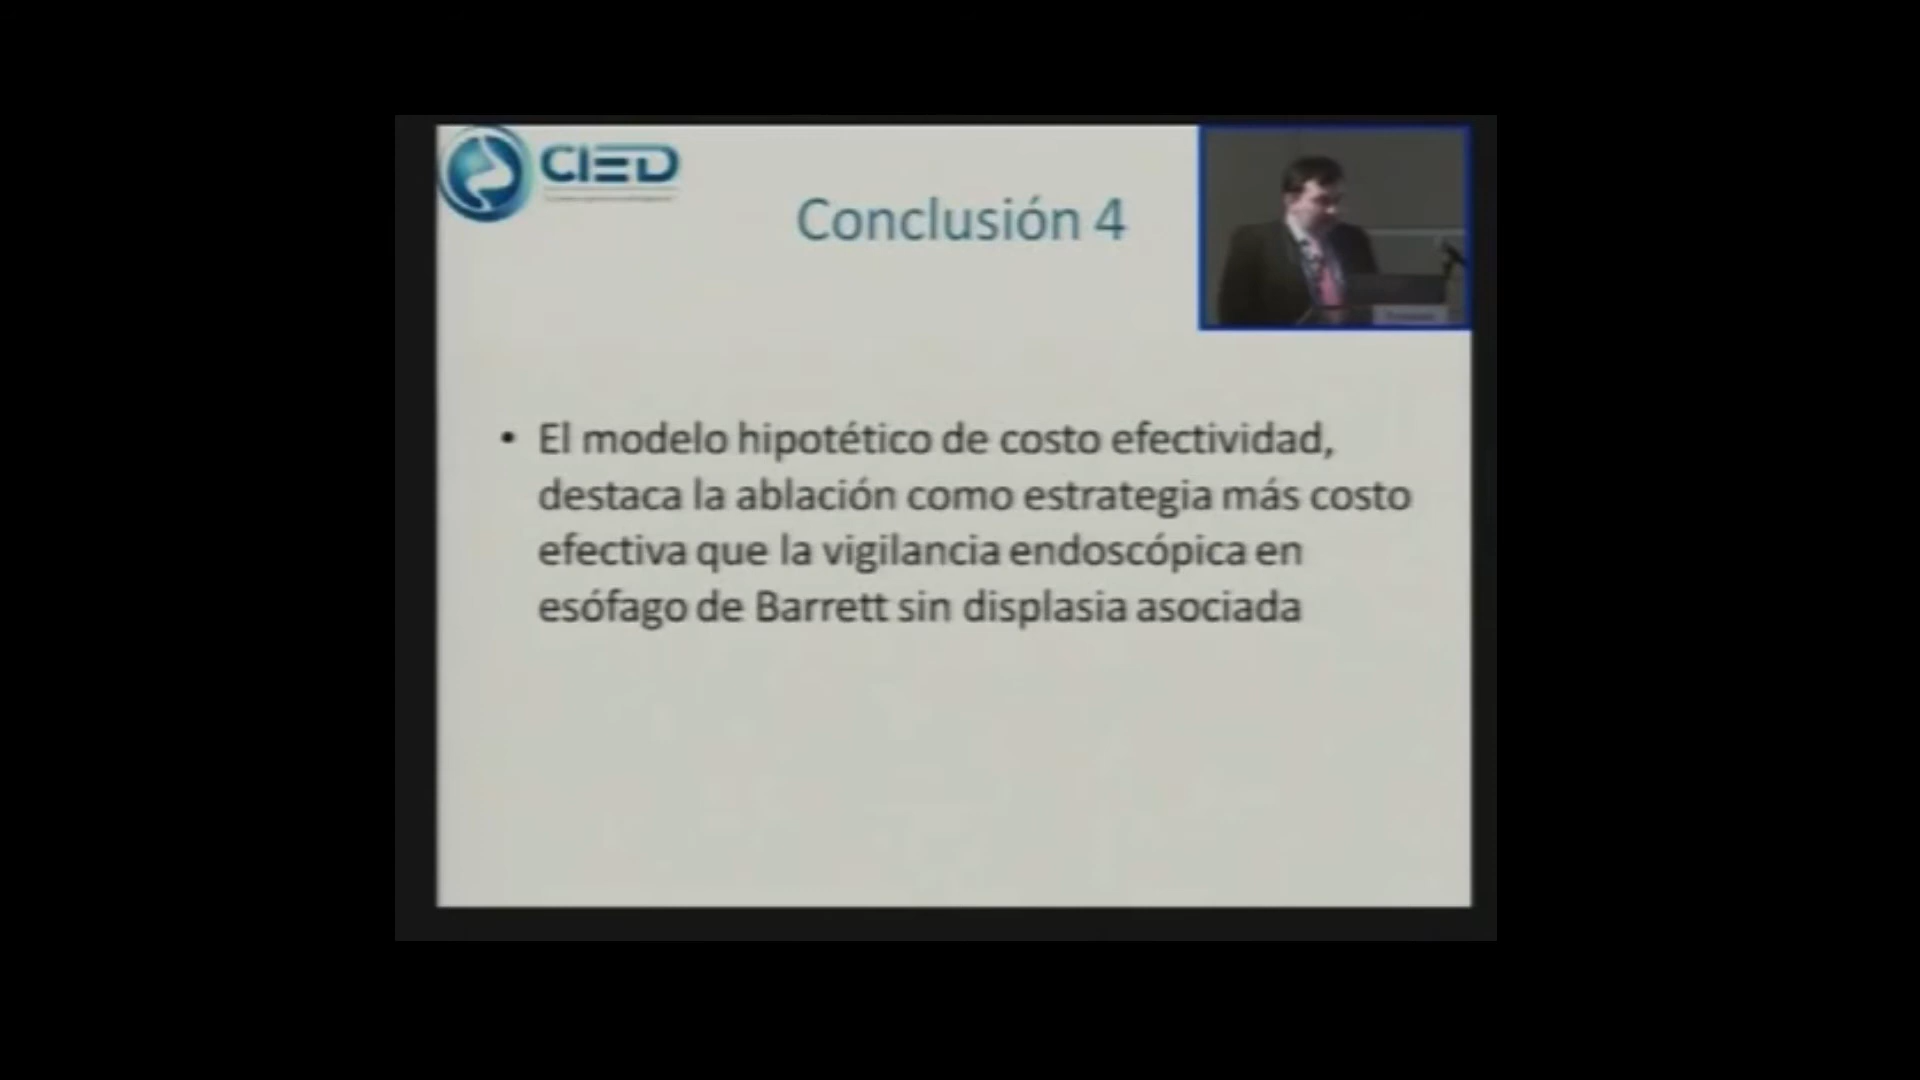 CIED
Conclusión 4
• El modelo hipotético de costo efectividad,
destaca la ablación como estrategia más costo
efectiva que la vigilancia endoscópica en
esófago de Barrett sin displasia asociada